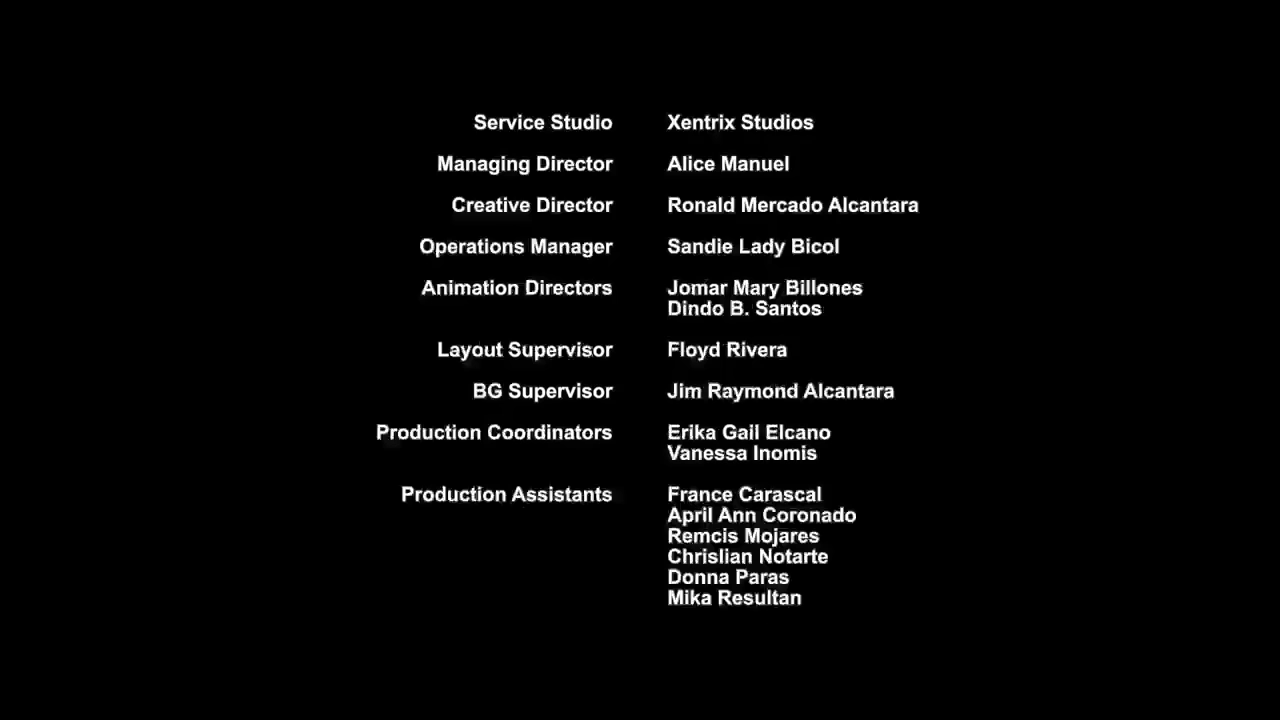 Service Studio Xentrix Studios
Managing Director Alice Manuel
Creative Director Ronald Mercado Alcantara
Operations Manager Sandie Lady Bicol
Animation Directors Jomar Mary Billones
Dindo B. Santos
Layout Supervisor Floyd Rivera
BG Supervisor Jim Raymond Alcantara
Production Coordinators Erika Gail Elcano
Vanessa Inomis
Production Assistants France Carascal
April Ann Coronado
Remcis Mojares
Chrislian Notarte
Donna Paras
Mika Resultan